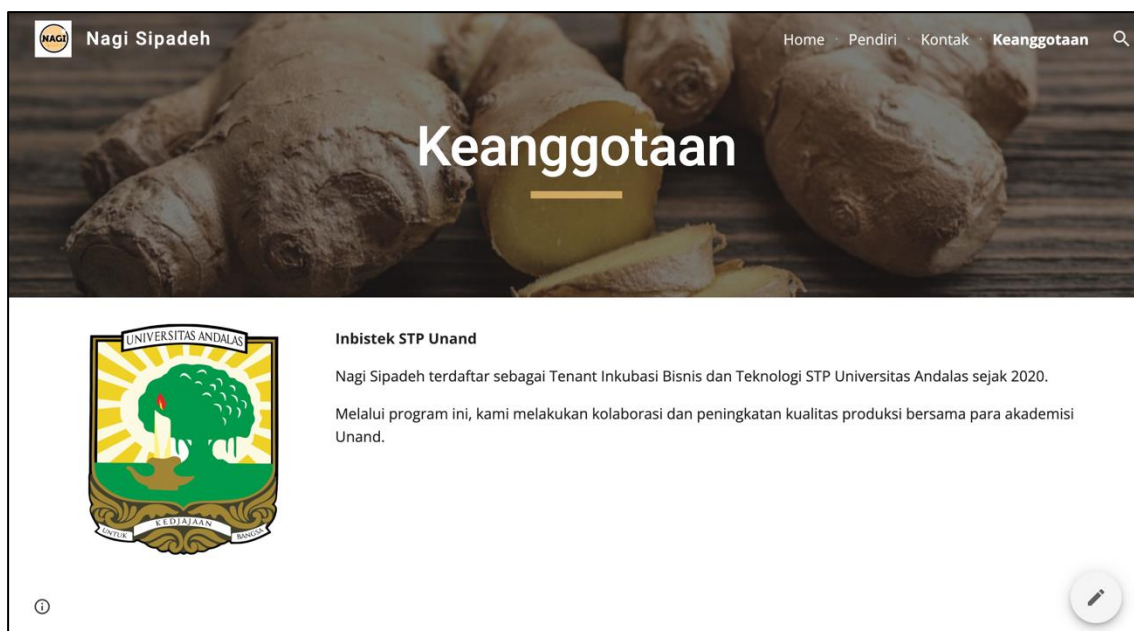 NAGI
Nagi Sipadeh
Home · Pendiri · Kontak · Keanggotaan
Keanggotaan
UNIVERSITAS ANDALAS
Inbistek STP Unand
Nagi Sipadeh terdaftar sebagai Tenant Inkubasi Bisnis dan Teknologi STP Universitas Andalas sejak 2020.
Melalui program ini, kami melakukan kolaborasi dan peningkatan kualitas produksi bersama para akademisi
Unand.
UNTUK KEDJAJAAN BANGSA